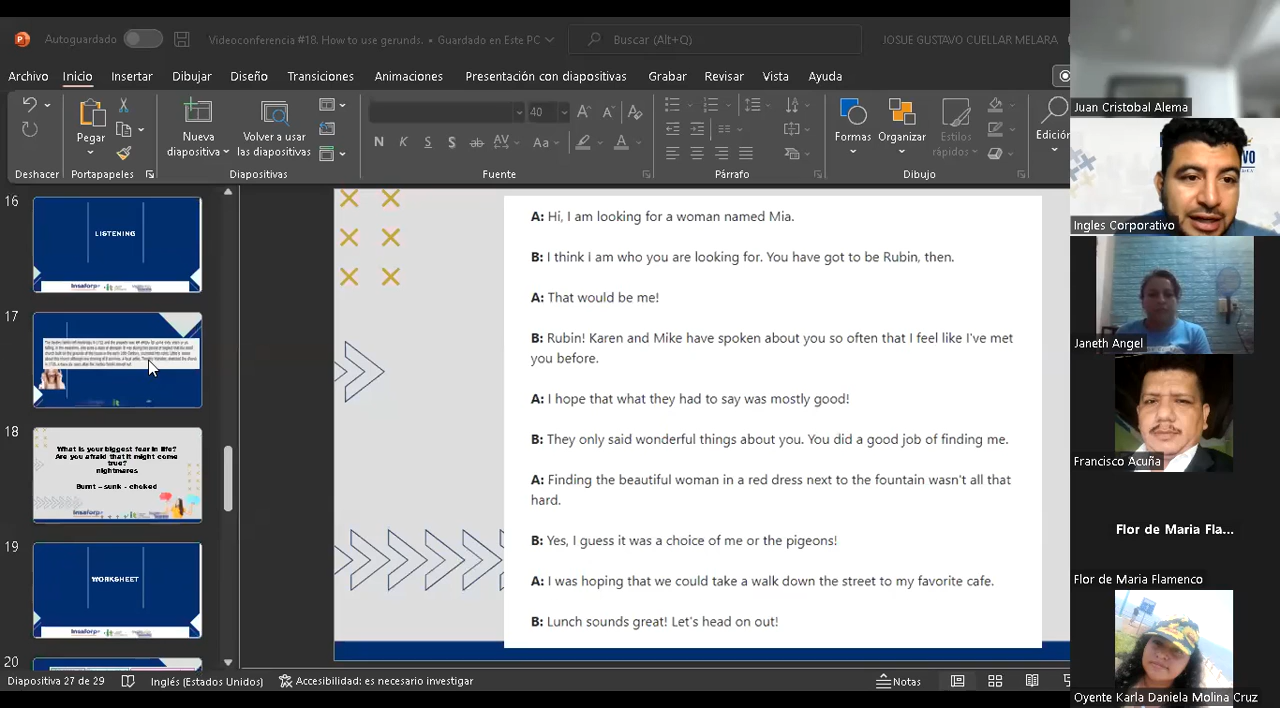 Autoguardado
Videoconferencia #18. How to use gerunds. • Guardado en Este PC
Buscar (Alt+Q)
JOSUE GUSTAVO CUELLAR MELARA
Archivo Inicio Insertar Dibujar Diseño Transiciones Animaciones Presentación con diapositivas Grabar Revisar Vista Ayuda
Pegar
Nueva
diapositiva
Volver a usar
las diapositivas
40
N K S S ab AV Aa A
Formas
Organizar
Estilos
rápidos
Edición
Deshacer Portapapeles Diapositivas Fuente Párrafo Dibujo
16
LISTENING
Insaforp
17
18
What is your biggest fear in life?
Are you afraid that it might come
true?
nightmares
Burnt – sunk - choked
Insaforp
19
WORKSHEET
Insaforp
20
A: Hi, I am looking for a woman named Mia.
B: I think I am who you are looking for. You have got to be Rubin, then.
A: That would be me!
B: Rubin! Karen and Mike have spoken about you so often that I feel like I've met
you before.
A: I hope that what they had to say was mostly good!
B: They only said wonderful things about you. You did a good job of finding me.
A: Finding the beautiful woman in a red dress next to the fountain wasn't all that
hard.
B: Yes, I guess it was a choice of me or the pigeons!
A: I was hoping that we could take a walk down the street to my favorite cafe.
B: Lunch sounds great! Let's head on out!
Diapositiva 27 de 29
Inglés (Estados Unidos)
Accesibilidad: es necesario investigar
Notas
Juan Cristobal Alema
Ingles Corporativo
Janeth Angel
Francisco Acuña
Flor de Maria Fla...
Flor de Maria Flamenco
Oyente Karla Daniela Molina Cruz